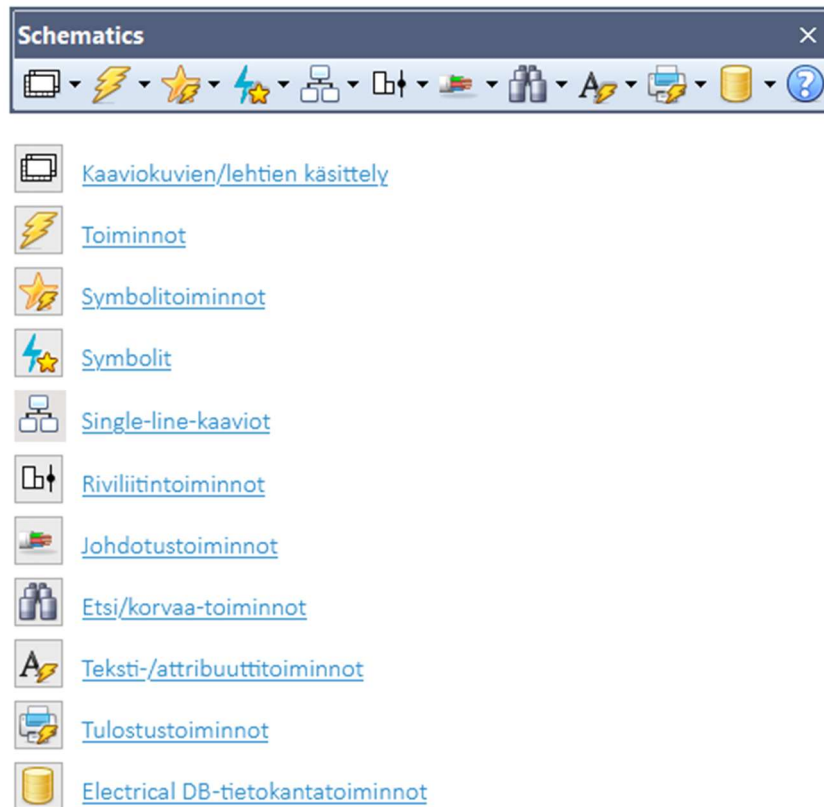 Schematics
Kaaviokuvien/lehtien käsittely
Toiminnot
Symbolitoiminnot
Symbolit
Single-line-kaaviot
Riviliitintoiminnot
Johdotustoiminnot
Etsi/korvaa-toiminnot
Teksti-/attribuuttitoiminnot
Tulostustoiminnot
Electrical DB-tietokantatoiminnot